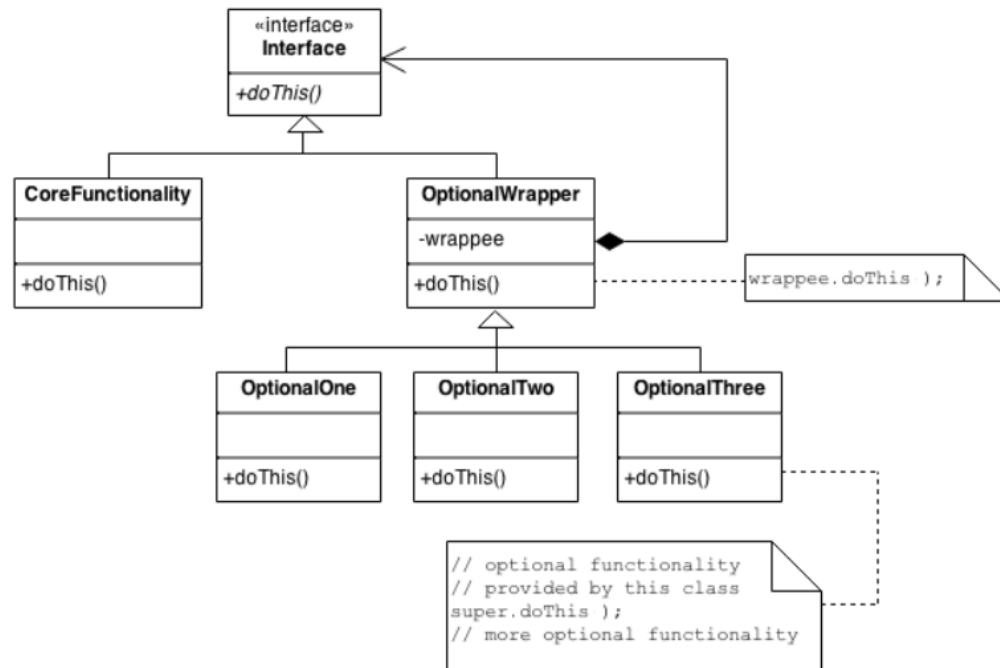 «interface»
Interface
+doThis()
CoreFunctionality
+doThis()
OptionalWrapper
-wrappee
+doThis()
wrappee.doThis );
OptionalOne
+doThis()
OptionalTwo
+doThis()
OptionalThree
+doThis()
// optional functionality
// provided by this class
super.doThis );
// more optional functionality